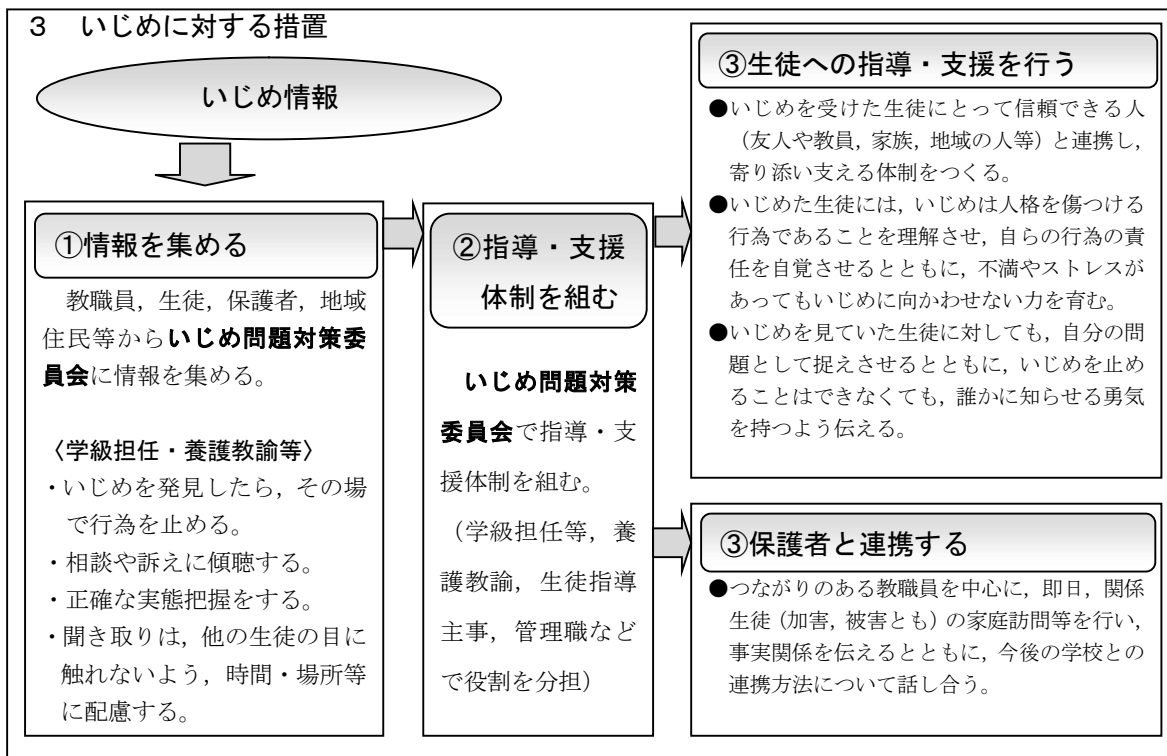 ３　いじめに対する措置
いじめ情報
①情報を集める
教職員，生徒，保護者，地域
住民等からいじめ問題対策委
員会に情報を集める。
〈学級担任・養護教諭等〉
・いじめを発見したら，その場
で行為を止める。
・相談や訴えに傾聴する。
・正確な実態把握をする。
・聞き取りは，他の生徒の目に
触れないよう，時間・場所等
に配慮する。
②指導・支援
体制を組む
いじめ問題対策
委員会で指導・支
援体制を組む。
（学級担任等，養
護教諭，生徒指導
主事，管理職など
で役割を分担）
③生徒への指導・支援を行う
●いじめを受けた生徒にとって信頼できる人
（友人や教員，家族，地域の人等）と連携し，
寄り添い支える体制をつくる。
●いじめた生徒には，いじめは人格を傷つける
行為であることを理解させ，自らの行為の責
任を自覚させるとともに，不満やストレスが
あってもいじめに向かわせない力を育む。
●いじめを見ていた生徒に対しても，自分の問
題として捉えさせるとともに，いじめを止め
ることはできなくても，誰かに知らせる勇気
を持つよう伝える。
③保護者と連携する
●つながりのある教職員を中心に，即日，関係
生徒（加害，被害とも）の家庭訪問等を行い，
事実関係を伝えるとともに，今後の学校との
連携方法について話し合う。